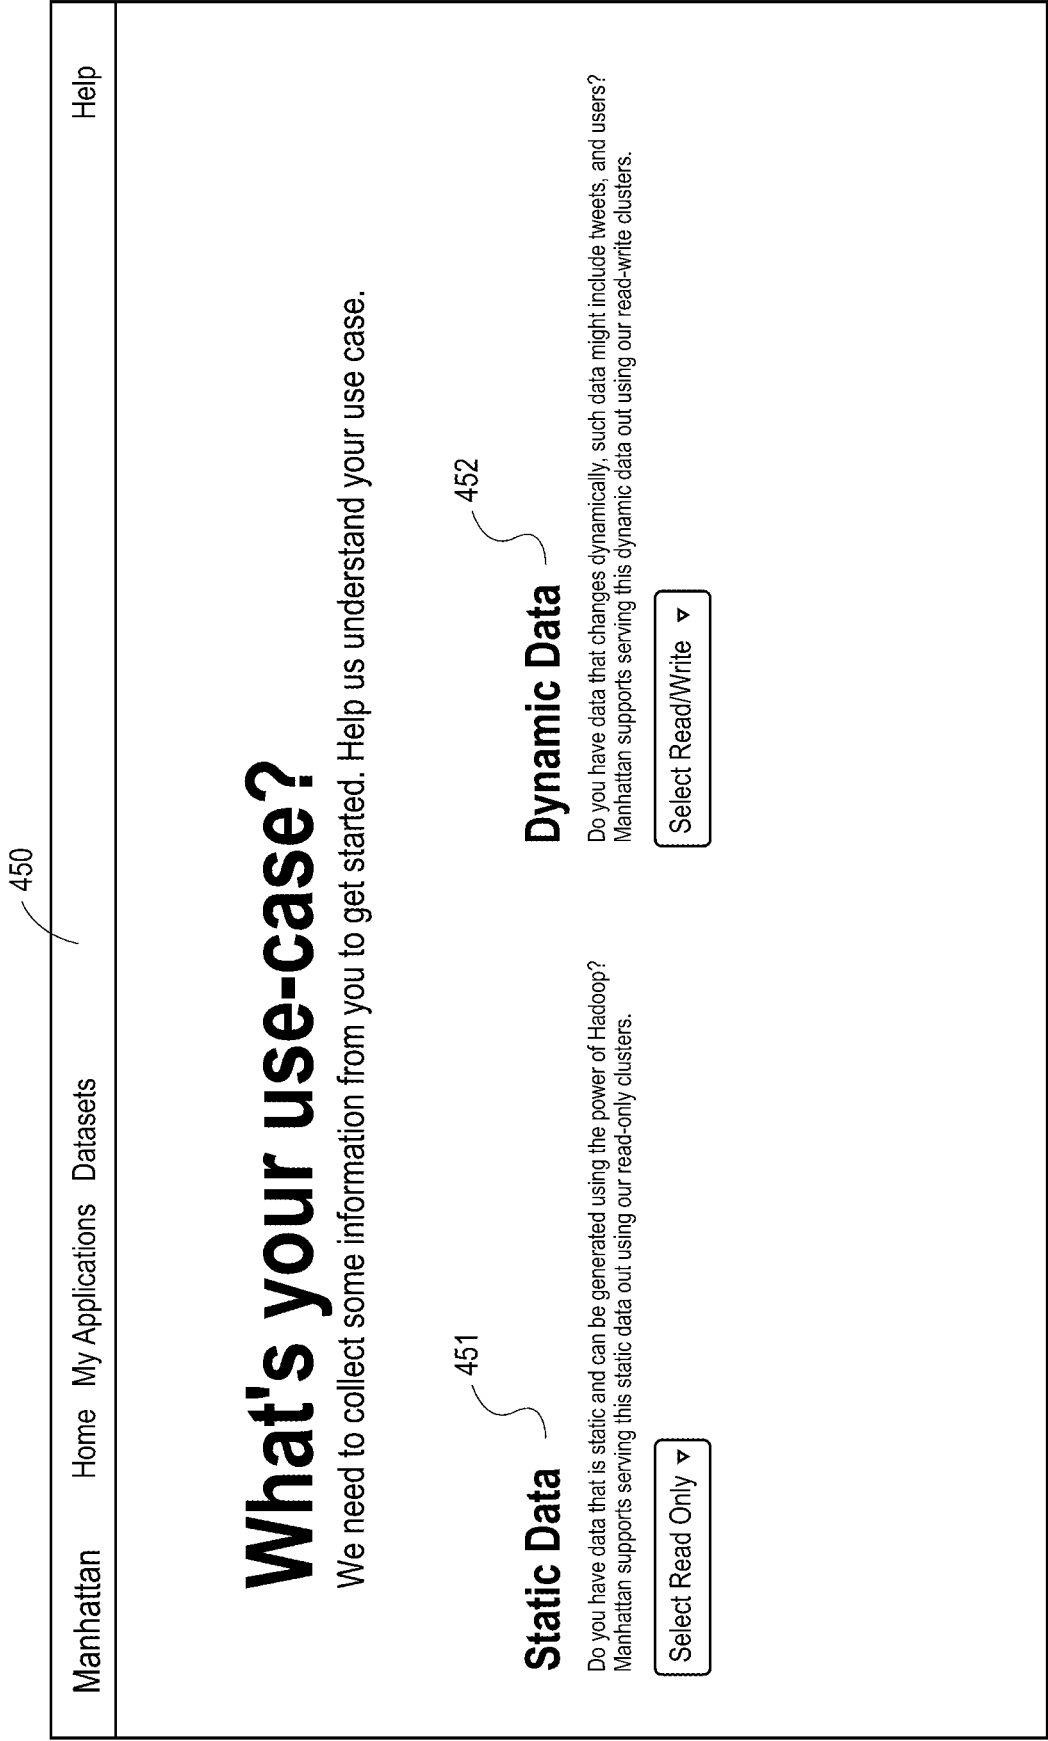 450
Manhattan Home My Applications Datasets Help
What's your use-case?
We need to collect some information from you to get started. Help us understand your use case.
451
Static Data
Do you have data that is static and can be generated using the power of Hadoop?
Manhattan supports serving this static data out using our read-only clusters.
Select Read Only
452
Dynamic Data
Do you have data that changes dynamically, such data might include tweets, and users?
Manhattan supports serving this dynamic data out using our read-write clusters.
Select Read/Write